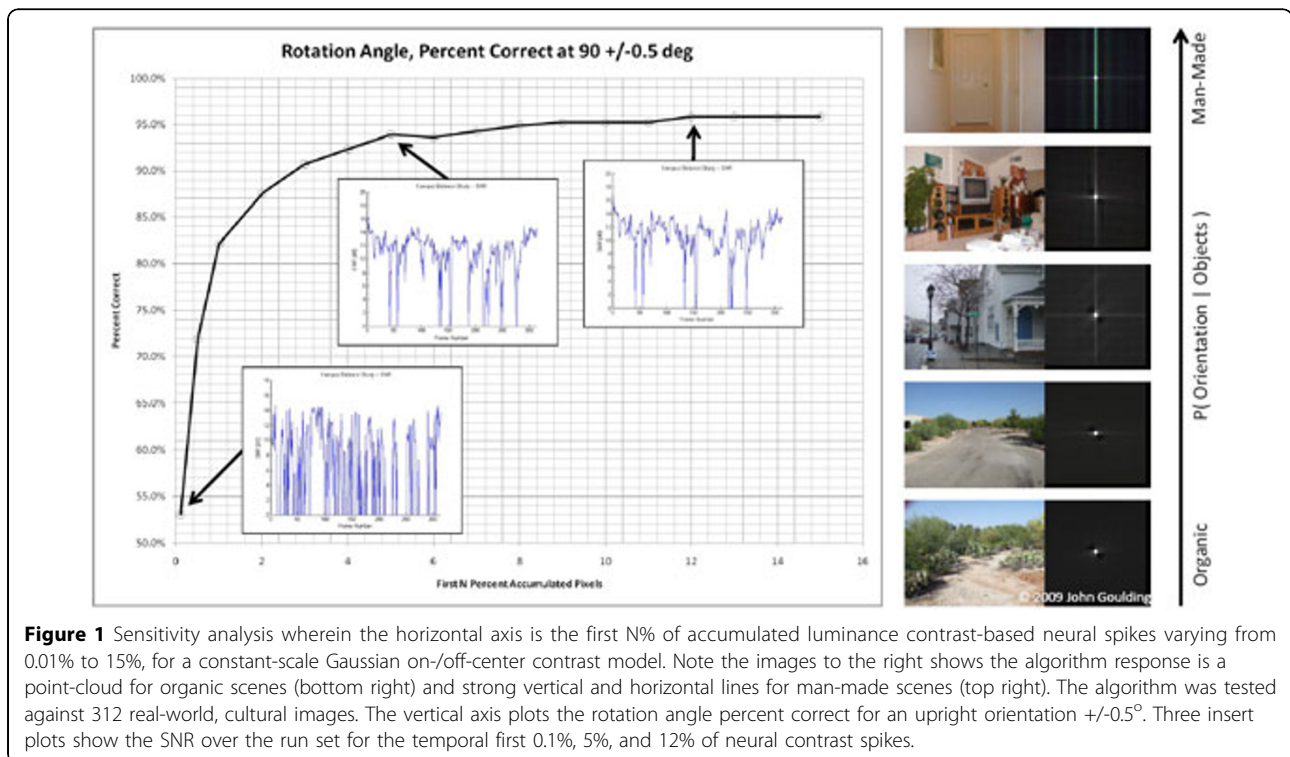 Rotation Angle, Percent Correct at 90 +/-0.5 deg
100.0%
95.0%
90.0%
85.0%
80.0%
75.0%
70.0%
65.0%
60.0%
55.0%
50.0%
Percent Correct
0 2 4 6 8 10 12 14 16
First N Percent Accumulated Pixels
Frame Number
Frame Number
Frame Number
Man-Made
P( Orientation | Objects )
Organic
© 2009 John Goulding
Figure 1 Sensitivity analysis wherein the horizontal axis is the first N% of accumulated luminance contrast-based neural spikes varying from
0.01% to 15%, for a constant-scale Gaussian on-/off-center contrast model. Note the images to the right shows the algorithm response is a
point-cloud for organic scenes (bottom right) and strong vertical and horizontal lines for man-made scenes (top right). The algorithm was tested
against 312 real-world, cultural images. The vertical axis plots the rotation angle percent correct for an upright orientation +/-0.5°. Three insert
plots show the SNR over the run set for the temporal first 0.1%, 5%, and 12% of neural contrast spikes.